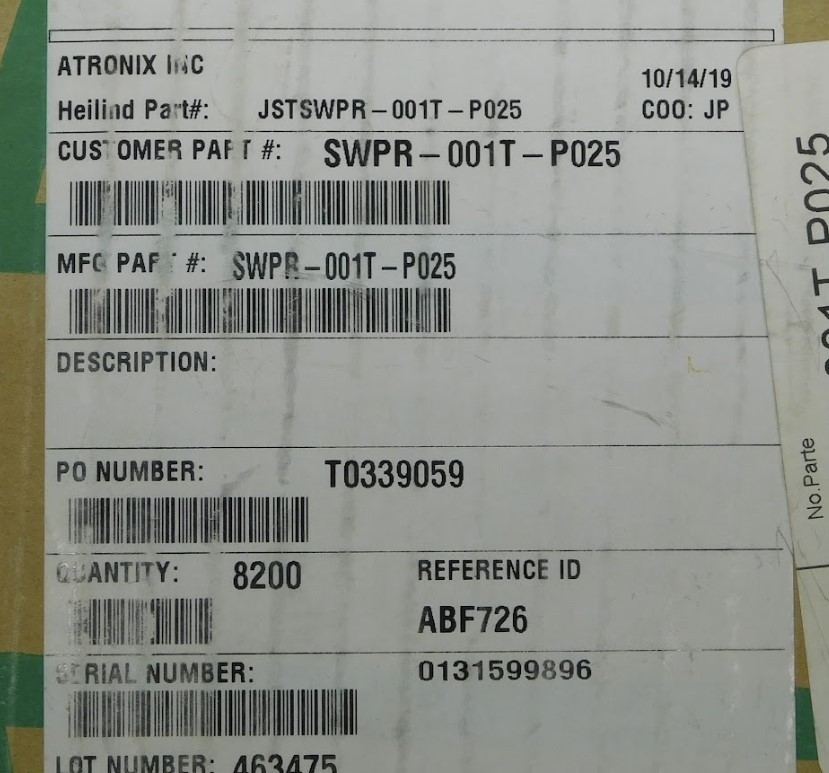 ATRONIX INC
10/14/19
Heilind Part#: JSTSWPR-001T-P025 COO: JP
CUSTOMER PART #: SWPR-001T-P025
MFG PART #: SWPR-001T-P025
DESCRIPTION:
PO NUMBER: T0339059
QUANTITY: 8200 REFERENCE ID
ABF726
SERIAL NUMBER: 0131599896
LOT NUMBER: 463475
No.Parte
01T P025